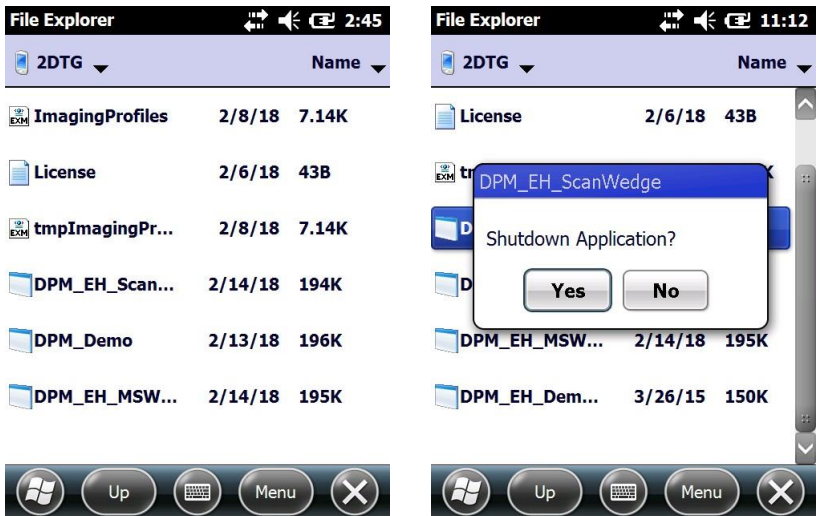 File Explorer 2:45
2DTG Name
ImagingProfiles 2/8/18 7.14K
License 2/6/18 43B
tmpImagingPr... 2/8/18 7.14K
DPM_EH_Scan... 2/14/18 194K
DPM_Demo 2/13/18 196K
DPM_EH_MSW... 2/14/18 195K
Up Menu
File Explorer 11:12
2DTG Name
License 2/6/18 43B
DPM_EH_ScanWedge
Shutdown Application?
Yes No
DPM_EH_MSW... 2/14/18 195K
DPM_EH_Dem... 3/26/15 150K
Up Menu